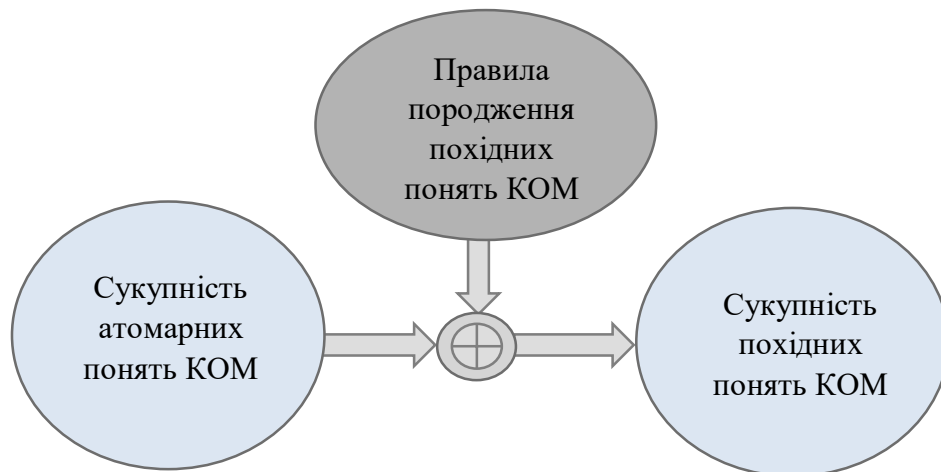 Правила
породження
похідних
понять КОМ
Сукупність
атомарних
понять КОМ
Сукупність
похідних
понять КОМ